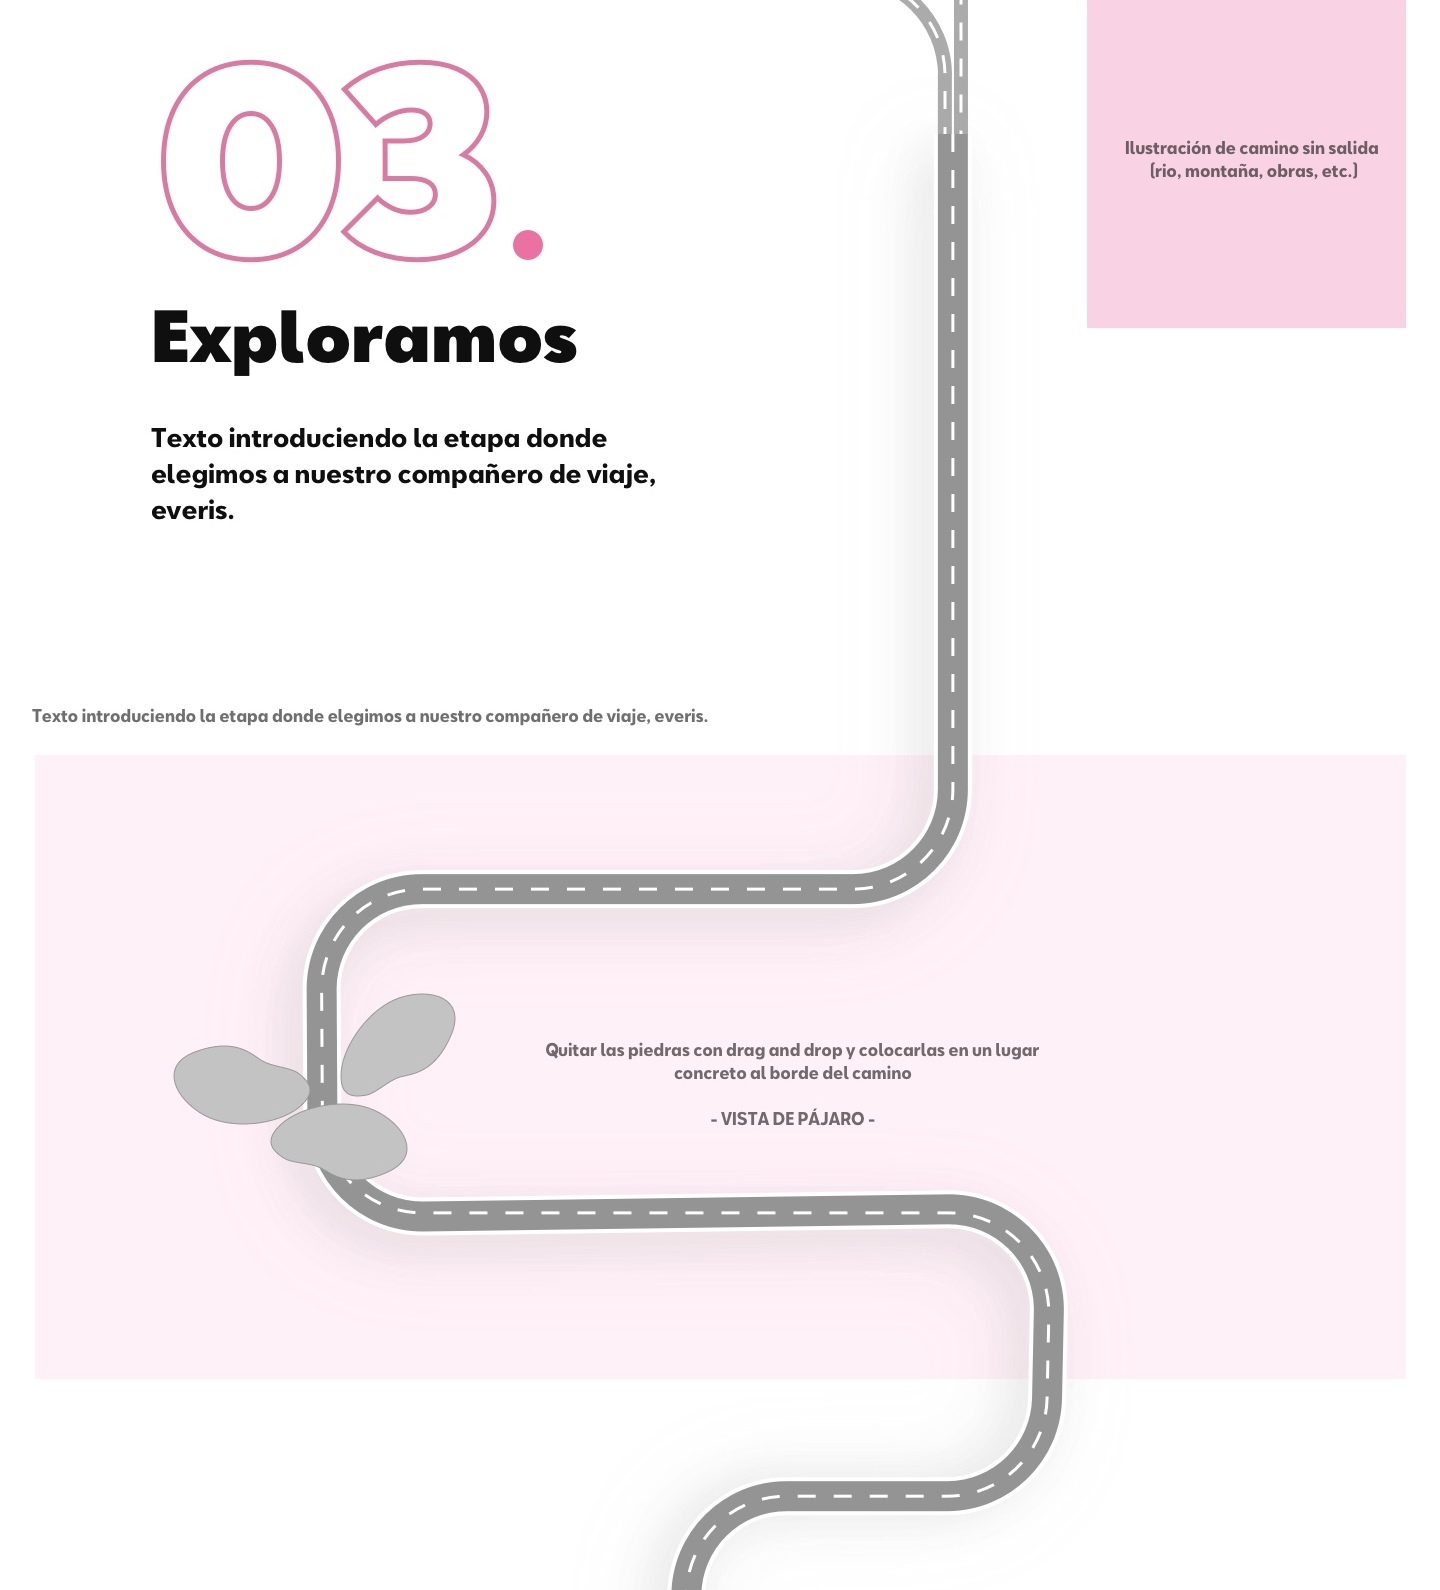 03.
Ilustración de camino sin salida
(rio, montaña, obras, etc.)
Exploramos
Texto introduciendo la etapa donde
elegimos a nuestro compañero de viaje,
everis.
Texto introduciendo la etapa donde elegimos a nuestro compañero de viaje, everis.
Quitar las piedras con drag and drop y colocarlas en un lugar
concreto al borde del camino
- VISTA DE PÁJARO -